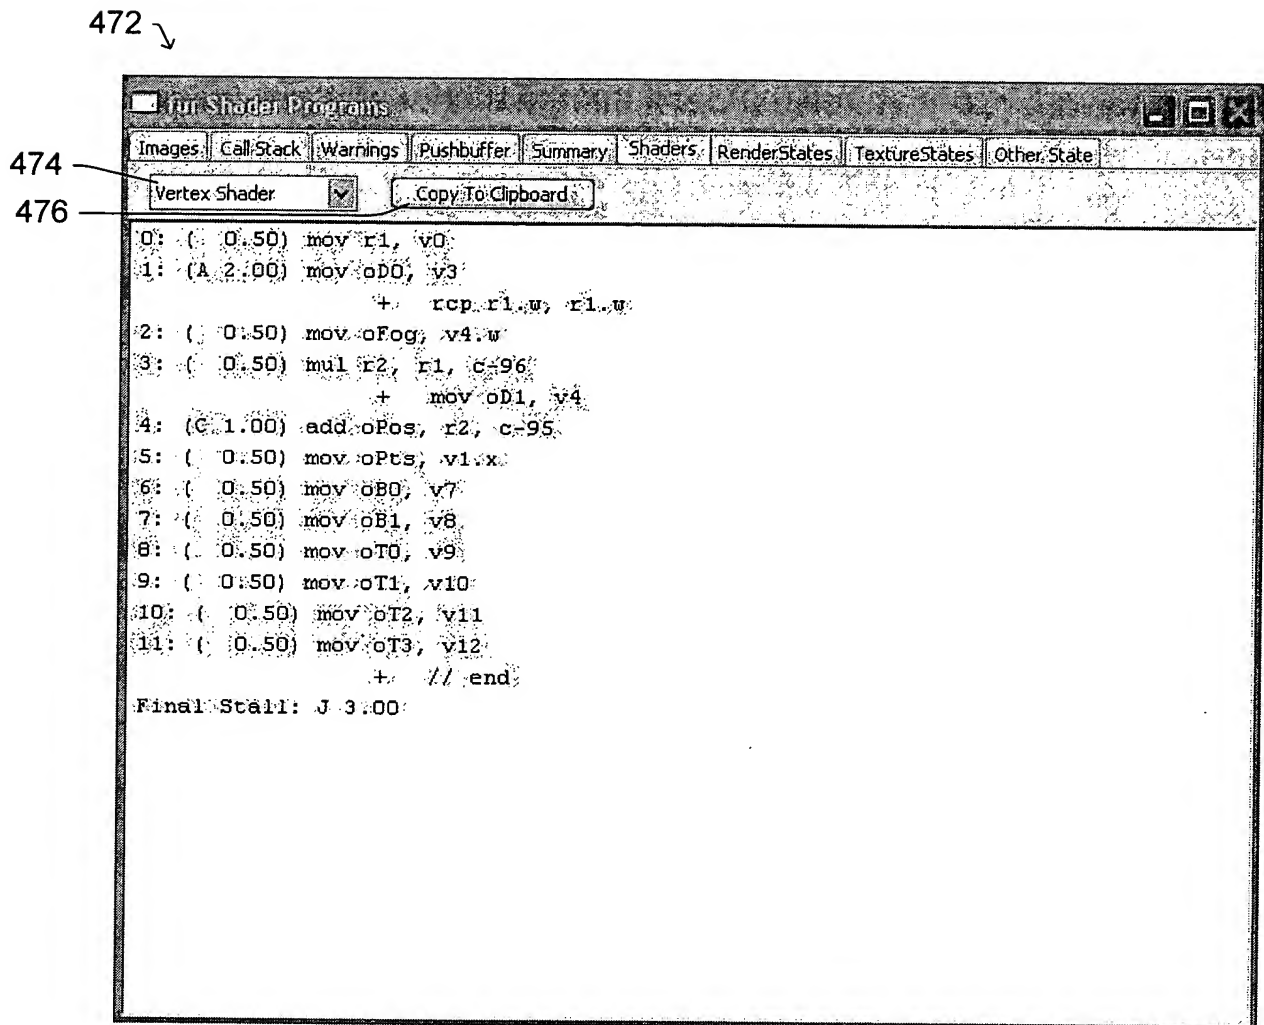 472
for Shader Programs
Images Call Stack Warnings Pushbuffer Summary Shaders RenderStates TextureStates Other State
474
Vertex Shader Copy To Clipboard
476
0: ( 0.50) mov r1, v0
1: (A 2.00) mov oD0, v3
+ rcp r1.w, r1.w
2: ( 0.50) mov oFog, v4.w
3: ( 0.50) mul r2, r1, c-96
+ mov oD1, v4
4: (C 1.00) add oPos, r2, c-95
5: ( 0.50) mov oPts, v1.x
6: ( 0.50) mov oB0, v7
7: ( 0.50) mov oB1, v8
8: ( 0.50) mov oT0, v9
9: ( 0.50) mov oT1, v10
10: ( 0.50) mov oT2, v11
11: ( 0.50) mov oT3, v12
+ // end
Final Stall: J 3.00